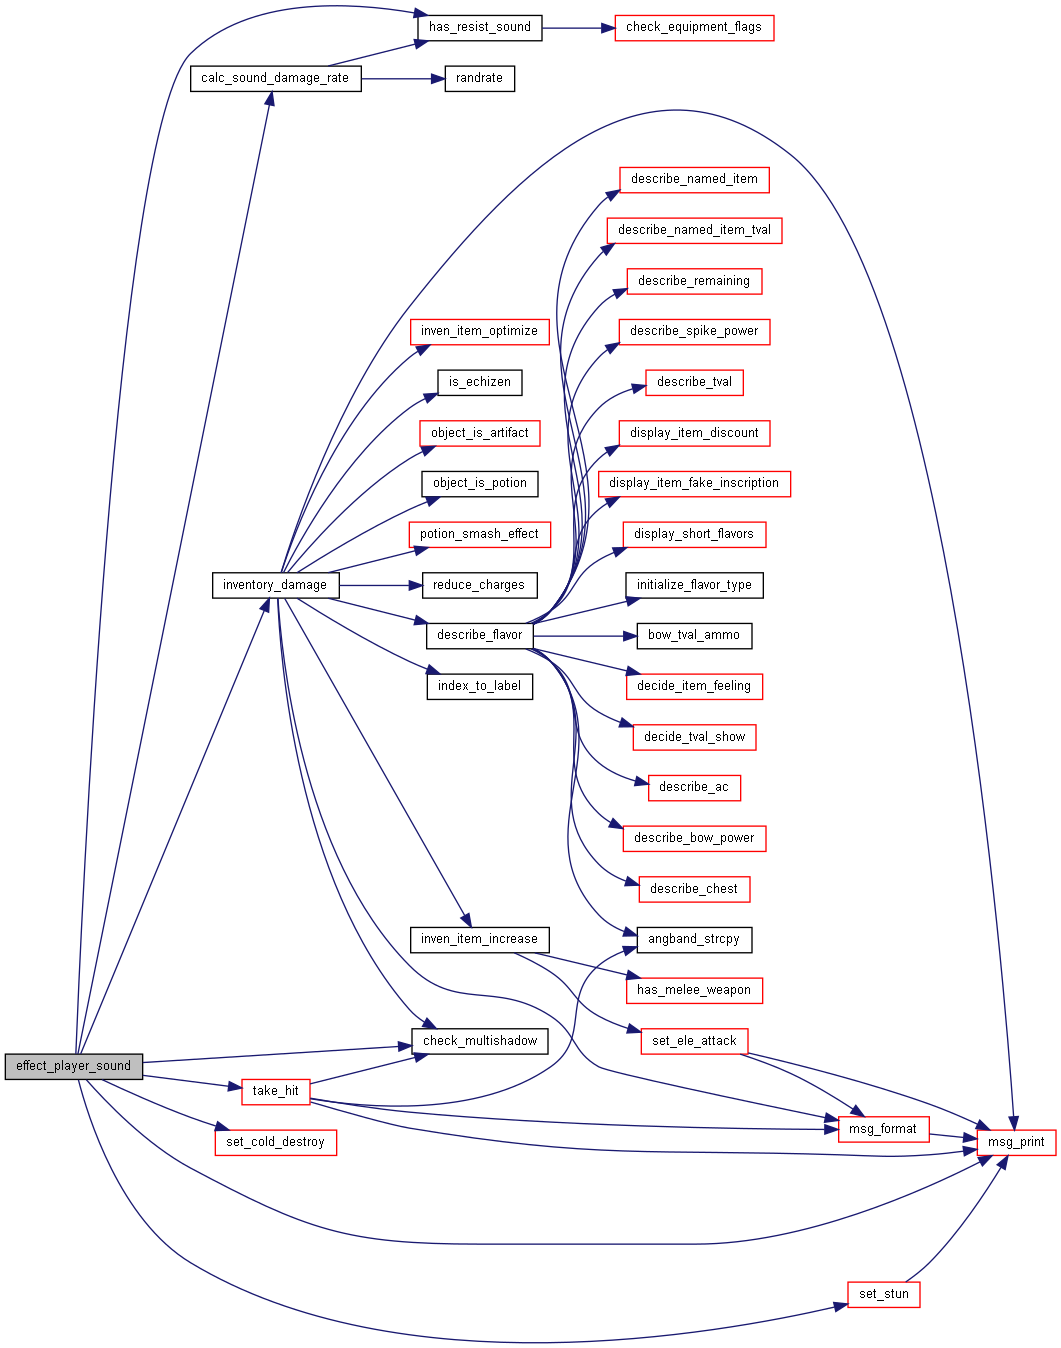 has_resist_sound
check_equipment_flags
calc_sound_damage_rate
randrate
describe_named_item
describe_named_item_tval
describe_remaining
inven_item_optimize
describe_spike_power
is_echizen
describe_tval
object_is_artifact
display_item_discount
object_is_potion
display_item_fake_inscription
potion_smash_effect
display_short_flavors
inventory_damage
reduce_charges
initialize_flavor_type
describe_flavor
bow_tval_ammo
index_to_label
decide_item_feeling
decide_tval_show
describe_ac
describe_bow_power
describe_chest
inven_item_increase
angband_strcpy
has_melee_weapon
check_multishadow
set_ele_attack
effect_player_sound
take_hit
msg_format
set_cold_destroy
msg_print
set_stun